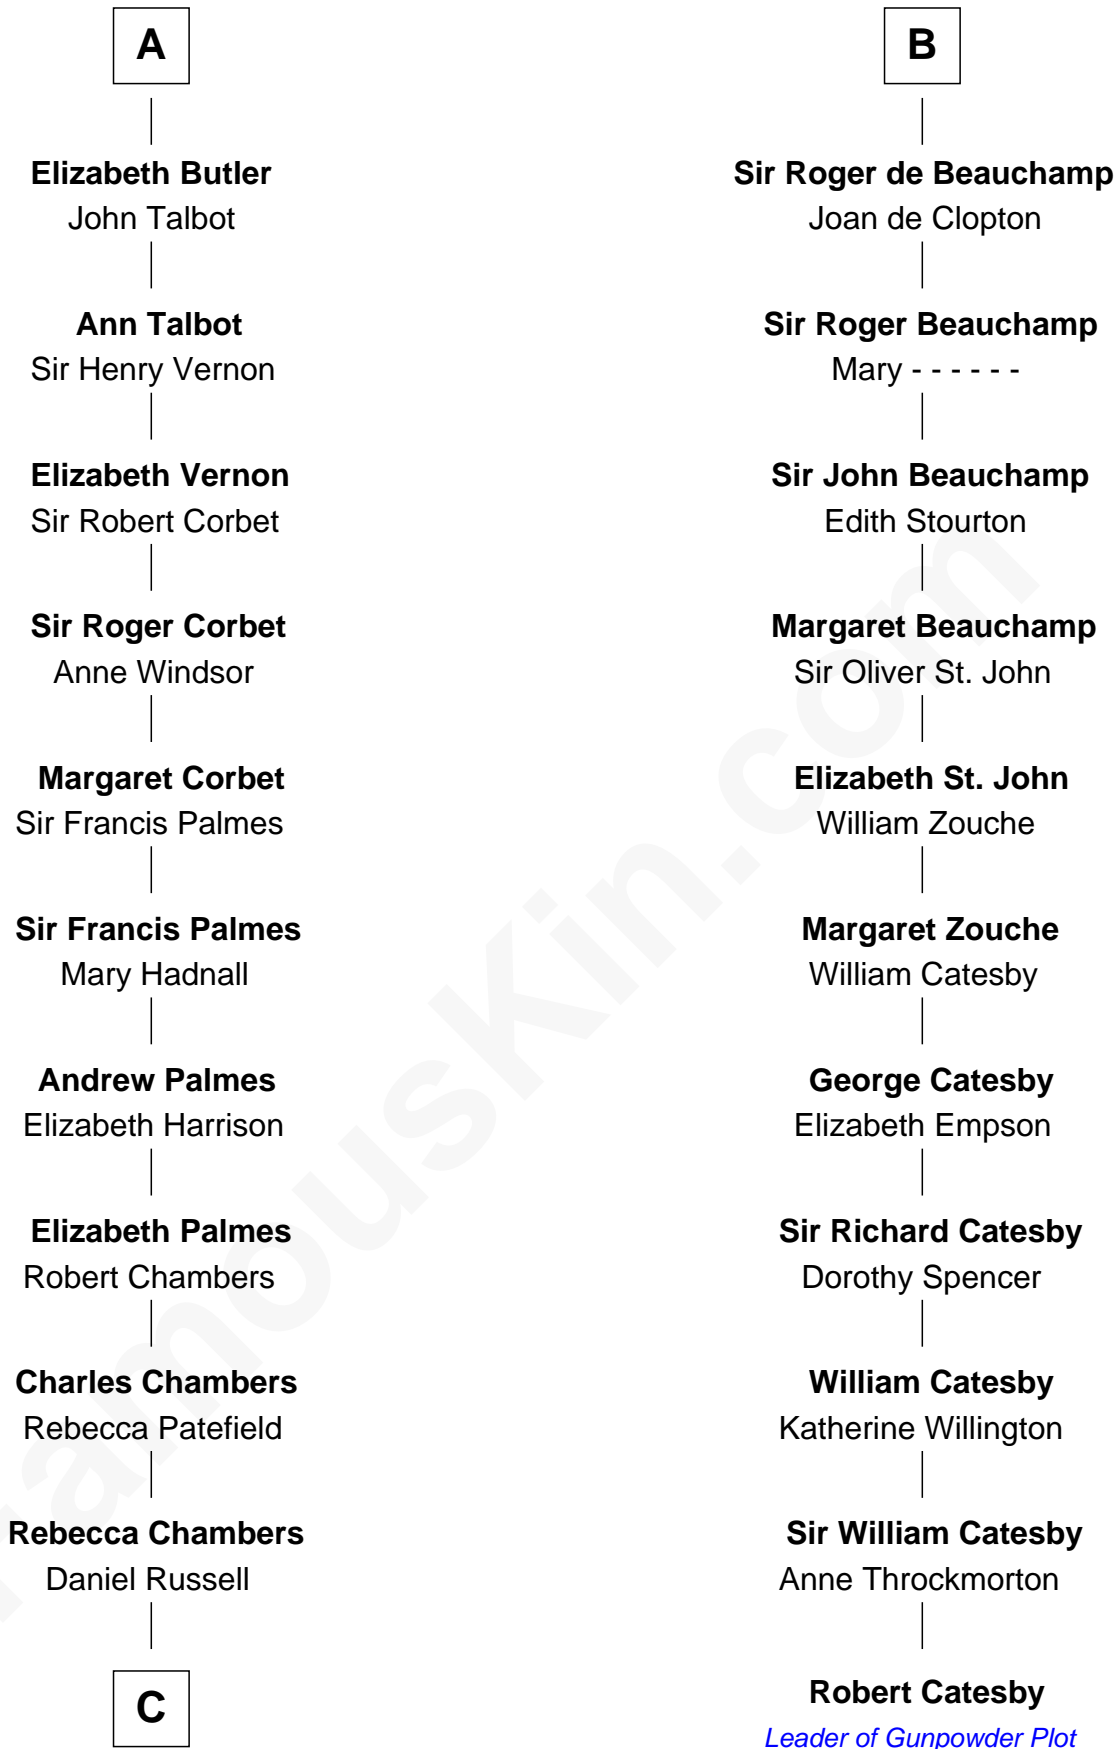 A
Elizabeth Butler
John Talbot
Ann Talbot
Sir Henry Vernon
Elizabeth Vernon
Sir Robert Corbet
Sir Roger Corbet
Anne Windsor
Margaret Corbet
Sir Francis Palmes
Sir Francis Palmes
Mary Hadnall
Andrew Palmes
Elizabeth Harrison
Elizabeth Palmes
Robert Chambers
Charles Chambers
Rebecca Patefield
Rebecca Chambers
Daniel Russell
C
B
Sir Roger de Beauchamp
Joan de Clopton
Sir Roger Beauchamp
Mary - - - - - -
Sir John Beauchamp
Edith Stourton
Margaret Beauchamp
Sir Oliver St. John
Elizabeth St. John
William Zouche
Margaret Zouche
William Catesby
George Catesby
Elizabeth Empson
Sir Richard Catesby
Dorothy Spencer
William Catesby
Katherine Willington
Sir William Catesby
Anne Throckmorton
Robert Catesby
Leader of Gunpowder Plot
FamousKin.com